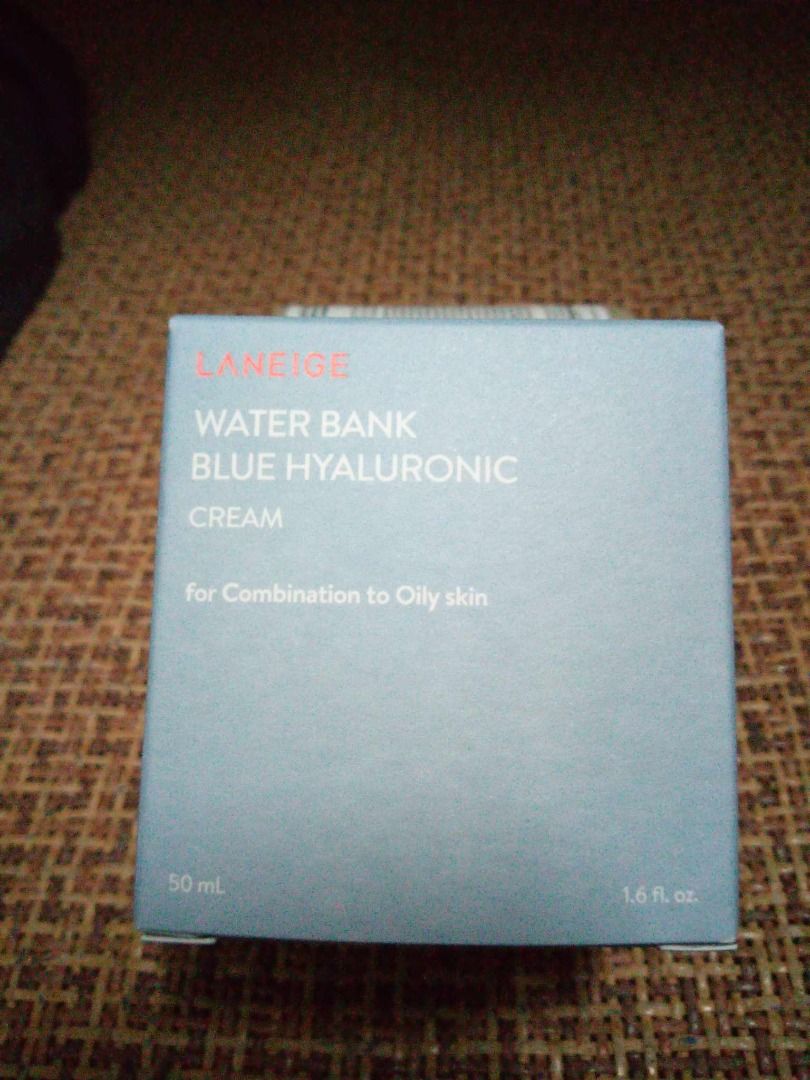 LANEIGE
WATER BANK
BLUE HYALURONIC
CREAM
for Combination to Oily skin
50 mL
1.6 fl. oz.